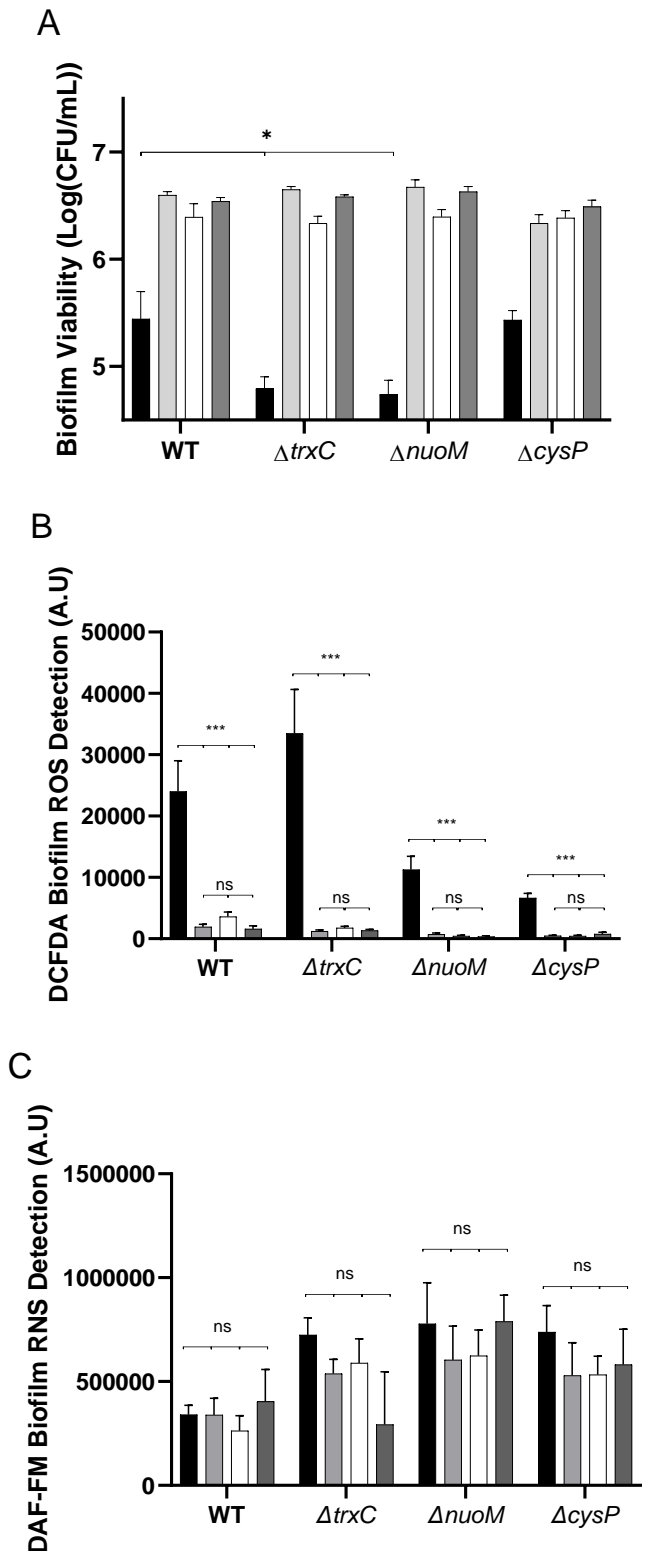 A
Biofilm Viability (Log(CFU/mL))
7
6
5
*
WT
ΔtrxC
ΔnuoM
ΔcysP
B
DCFDA Biofilm ROS Detection (A.U)
50000
40000
30000
20000
10000
0
***
ns
***
ns
***
ns
***
ns
WT
ΔtrxC
ΔnuoM
ΔcysP
C
DAF-FM Biofilm RNS Detection (A.U)
1500000
1000000
500000
0
ns
ns
ns
ns
WT
ΔtrxC
ΔnuoM
ΔcysP